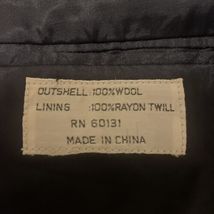 OUTSHELL :100%WOOL
LINING :100%RAYON TWILL
RN 60131
MADE IN CHINA